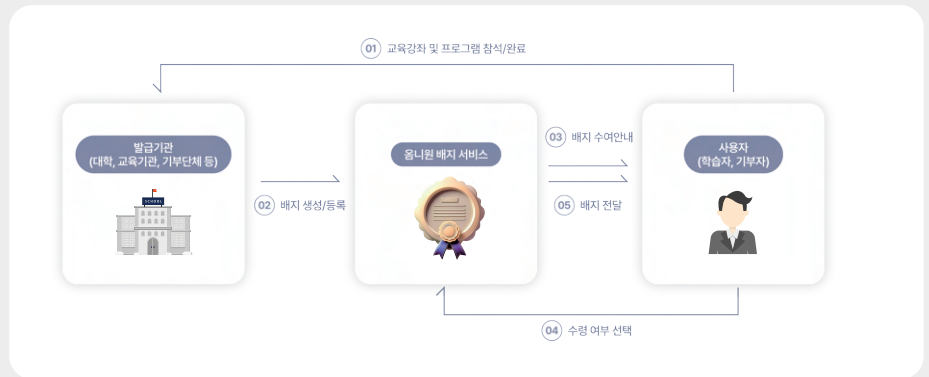 01 교육강좌 및 프로그램 참석/완료
발급기관
(대학, 교육기관, 기부단체 등)
SCHOOL
02 배지 생성/등록
옴니원 배지 서비스
03 배지 수여안내
05 배지 전달
사용자
(학습자, 기부자)
04 수령 여부 선택